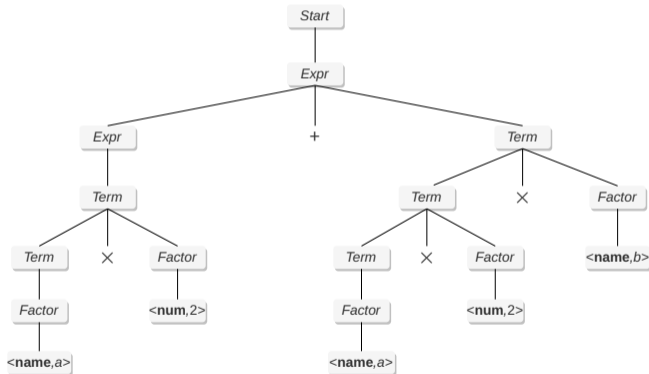 Start
Expr
Expr + Term
Term Term × Factor
Term × Factor Term × Factor <name,b>
Factor <num,2> Factor <num,2>
<name,a> <name,a>